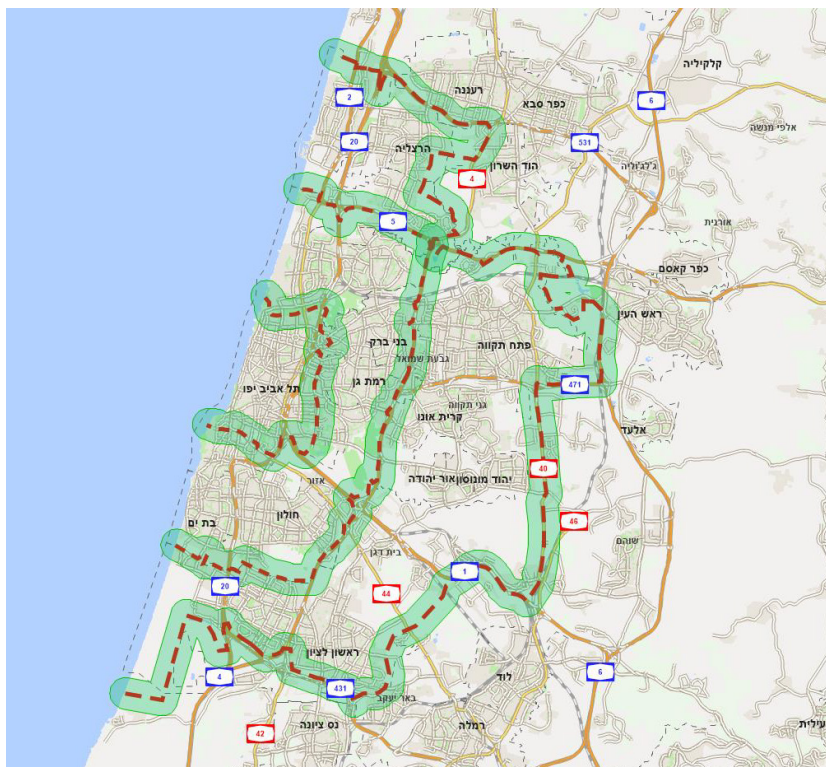 קלקיליה
רעננה
2
6
כפר סבא
אלפי מנשה
20
531
הרצליה
הוד השרון
ג'לג'וליה
4
5
אורנית
כפר קאסם
ראש העין
בני ברק
פתח תקווה
גבעת שמואל
רמת גן
תל אביב יפו
471
גני תקווה
קרית אונו
אלעד
40
אזור
יהוד מונוסון
אור יהודה
חולון
בת ים
46
שוהם
בית דגן
1
20
44
ראשון לציון
4
431
לוד
6
באר יעקב
נס ציונה
רמלה
42
עילית